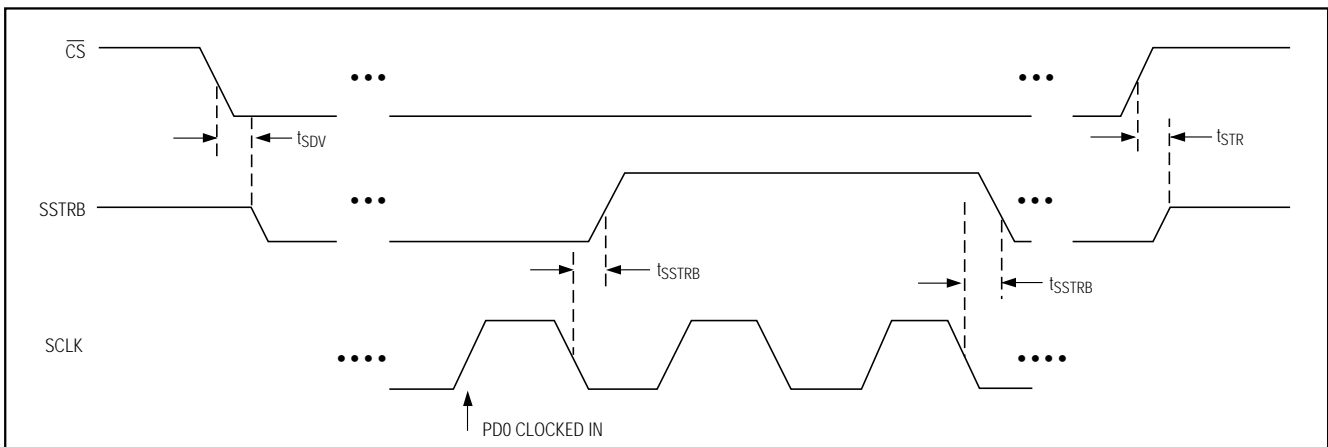 CS
tSDV
tSTR
SSTRB
tSSTRB
tSSTRB
SCLK
PD0 CLOCKED IN